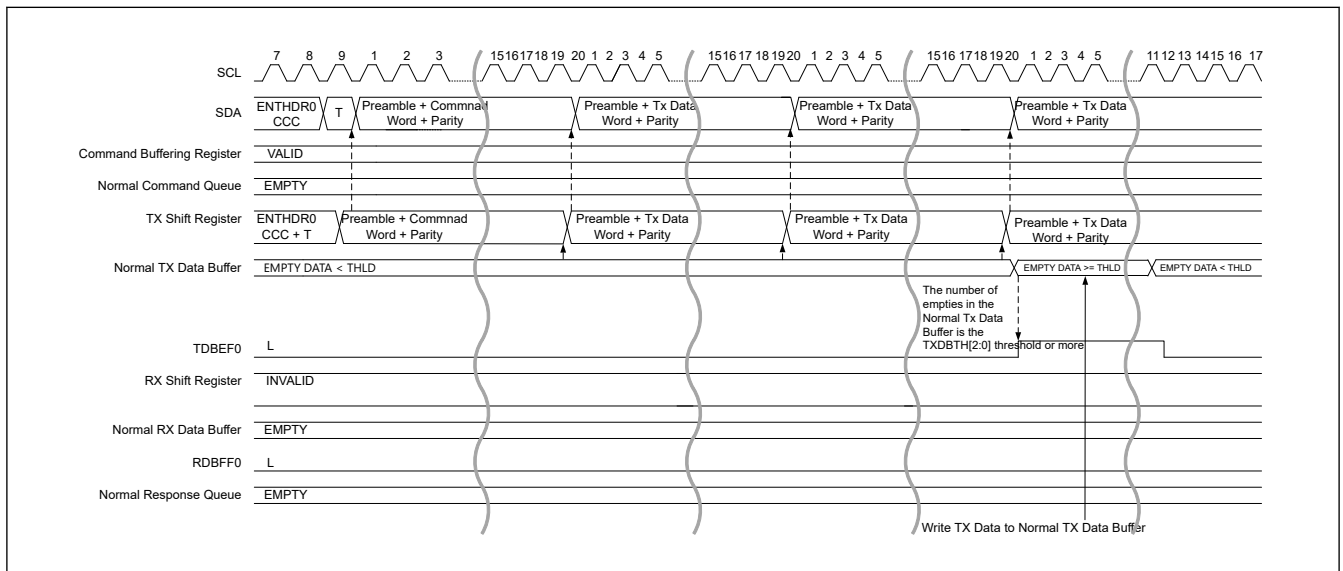 7 8 9 1 2 3 15 16 17 18 19 20 1 2 3 4 5 15 16 17 18 19 20 1 2 3 4 5 15 16 17 18 19 20 1 2 3 4 5 11 12 13 14 15 16 17
SCL
SDA
ENTHDR0
CCC
T
Preamble + Commnad
Word + Parity
Preamble + Tx Data
Word + Parity
Preamble + Tx Data
Word + Parity
Preamble + Tx Data
Word + Parity
Command Buffering Register
VALID
Normal Command Queue
EMPTY
TX Shift Register
ENTHDR0
CCC + T
Preamble + Commnad
Word + Parity
Preamble + Tx Data
Word + Parity
Preamble + Tx Data
Word + Parity
Preamble + Tx Data
Word + Parity
Normal TX Data Buffer
EMPTY DATA < THLD
EMPTY DATA >= THLD
EMPTY DATA < THLD
The number of
empties in the
Normal Tx Data
Buffer is the
TXDBTH[2:0] threshold or more
TDBEF0
L
RX Shift Register
INVALID
Normal RX Data Buffer
EMPTY
RDBFF0
L
Normal Response Queue
EMPTY
Write TX Data to Normal TX Data Buffer